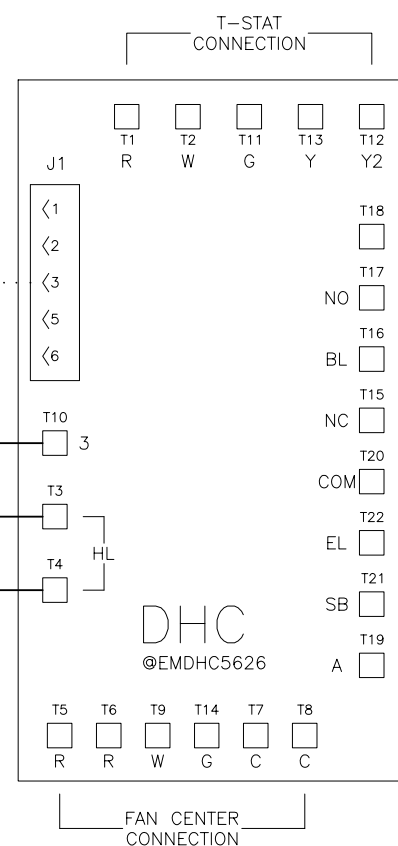 T-STAT
CONNECTION
T1 T2 T11 T13 T12
R W G Y Y2
J1
1
2
3
5
6
T18
T17
NO
T16
BL
T15
NC
T20
COM
T22
EL
T21
SB
T19
A
T10
3
T3
HL
T4
DHC
@EMDHC5626
T5 T6 T9 T14 T7 T8
R R W G C C
FAN CENTER
CONNECTION